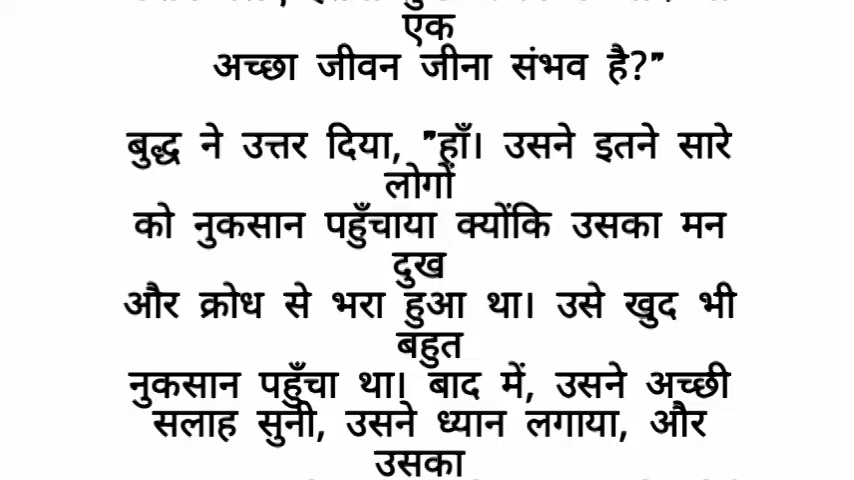 एक
अच्छा जीवन जीना संभव है?”
बुद्ध ने उत्तर दिया, ”हाँ। उसने इतने सारे
लोगों
को नुकसान पहुँचाया क्योंकि उसका मन
दुख
और क्रोध से भरा हुआ था। उसे खुद भी
बहुत
नुकसान पहुँचा था। बाद में, उसने अच्छी
सलाह सुनी, उसने ध्यान लगाया, और
उसका